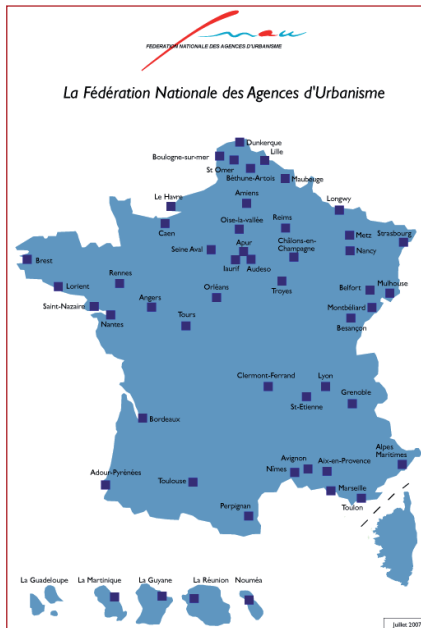 FEDERATION NATIONALE DES AGENCES D'URBANISME
La Fédération Nationale des Agences d'Urbanisme
Dunkerque
Boulogne-sur-mer
Lille
St Omer
Béthune-Artois
Maubeuge
Le Havre
Amiens
Longwy
Caen
Oise-la-vallée
Reims
Metz
Strasbourg
Seine Aval
Apur
Châlons-en-
Champagne
Nancy
Brest
Isurif
Audeso
Rennes
Lorient
Orléans
Troyes
Belfort
Mulhouse
Saint-Nazaire
Angers
Montbéliard
Nantes
Tours
Besançon
Clermont-Ferrand
Lyon
Grenoble
St-Etienne
Bordeaux
Alpes
Maritimes
Avignon
Aix-en-Provence
Adour-Pyrénées
Toulouse
Nîmes
Marseille
Toulon
Perpignan
La Guadeloupe
La Martinique
La Guyane
La Réunion
Nouméa
Juillet 2007